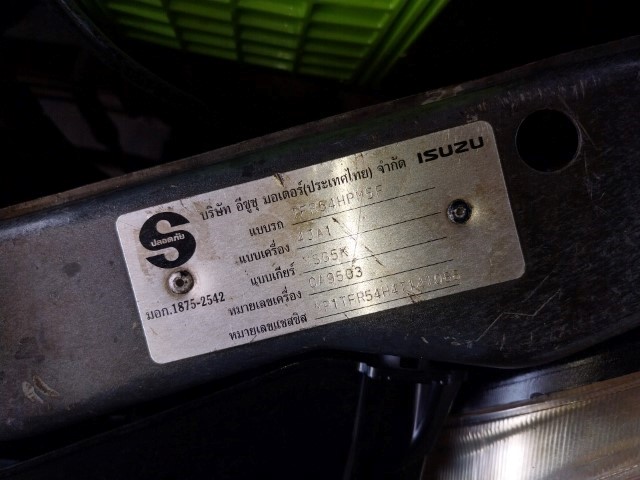 บริษัท อีซูซุ มอเตอร์(ประเทศไทย) จำกัด ISUZU
S
ปลอดภัย
มอก.1875-2542
แบบรถ
แบบเครื่อง 4JA1
แบบเกียร์ MSG5K
หมายเลขเครื่อง CA9503
หมายเลขแชสซีส